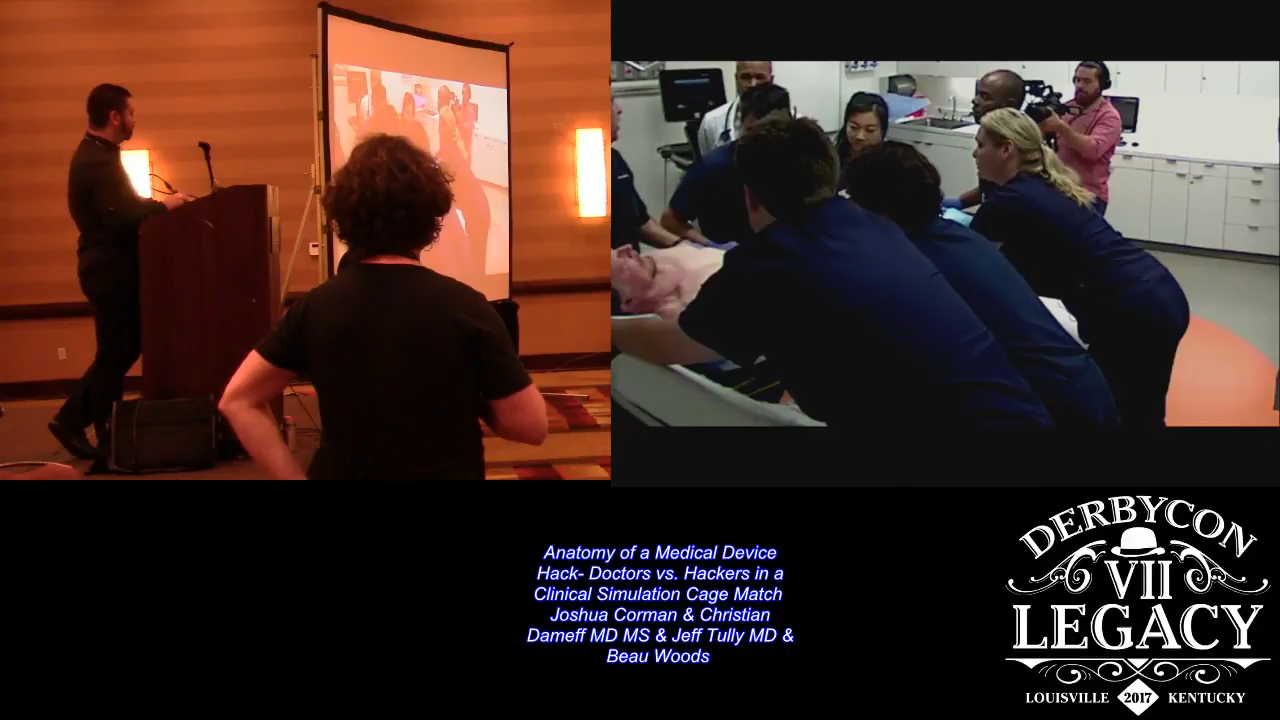 Anatomy of a Medical Device
Hack- Doctors vs. Hackers in a
Clinical Simulation Cage Match
Joshua Corman & Christian
Dameff MD MS & Jeff Tully MD &
Beau Woods
DERBYCON
VII
LEGACY
LOUISVILLE 2017 KENTUCKY